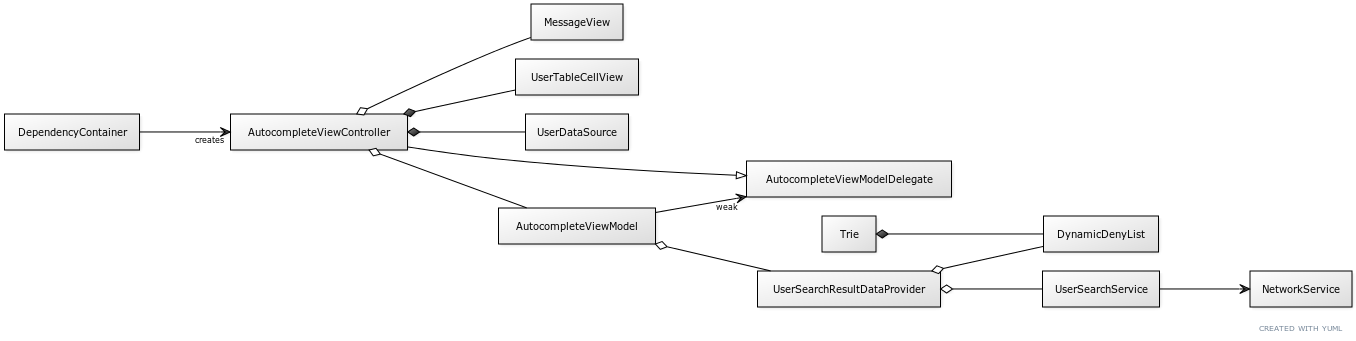 MessageView
UserTableCellView
DependencyContainer
creates
AutocompleteViewController
UserDataSource
AutocompleteViewModelDelegate
weak
AutocompleteViewModel
Trie
DynamicDenyList
UserSearchResultDataProvider
UserSearchService
NetworkService
CREATED WITH YUML